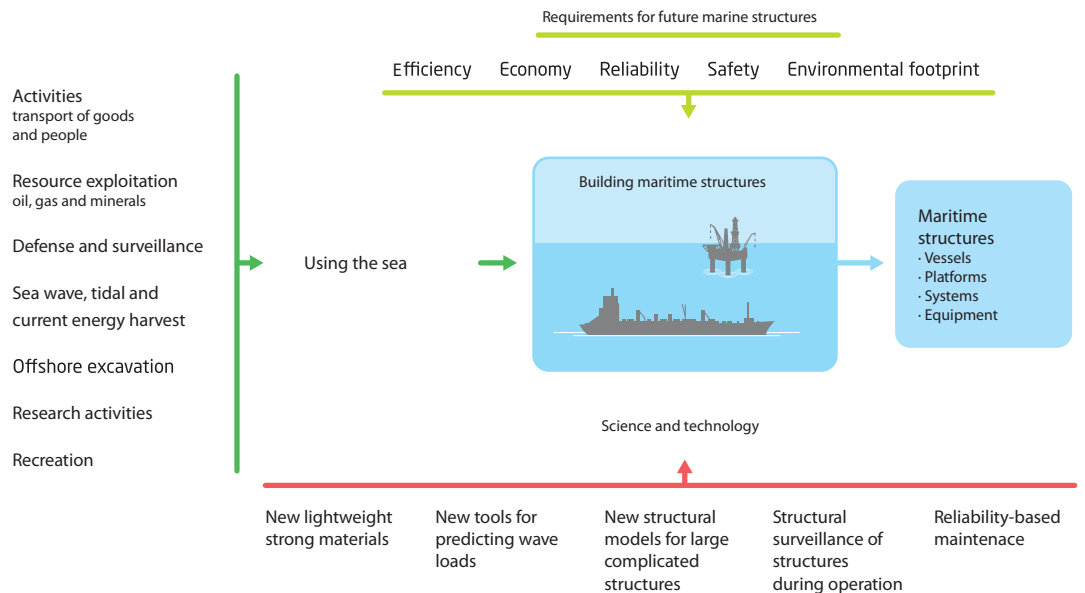 Requirements for future marine structures
Efficiency Economy Reliability Safety Environmental footprint
Activities
transport of goods
and people
Resource exploitation
oil, gas and minerals
Defense and surveillance
Sea wave, tidal and
current energy harvest
Offshore excavation
Research activities
Recreation
Using the sea
Building maritime structures
Maritime
structures
· Vessels
· Platforms
· Systems
· Equipment
Science and technology
New lightweight
strong materials
New tools for
predicting wave
loads
New structural
models for large
complicated
structures
Structural
surveillance of
structures
during operation
Reliability-based
maintenace